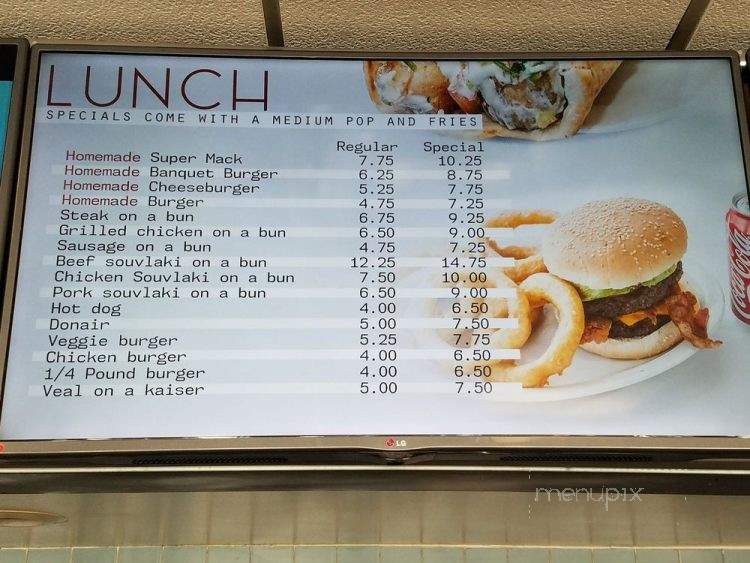 LUNCH
SPECIALS COME WITH A MEDIUM POP AND FRIES
Regular Special
Homemade Super Mack 7.75 10.25
Homemade Banquet Burger 6.25 8.75
Homemade Cheeseburger 5.25 7.75
Homemade Burger 4.75 7.25
Steak on a bun 6.75 9.25
Grilled chicken on a bun 6.50 9.00
Sausage on a bun 4.75 7.25
Beef souvlaki on a bun 12.25 14.75
Chicken Souvlaki on a bun 7.50 10.00
Pork souvlaki on a bun 6.50 9.00
Hot dog 4.00 6.50
Donair 5.00 7.50
Veggie burger 5.25 7.75
Chicken burger 4.00 6.50
1/4 Pound burger 4.00 6.50
Veal on a kaiser 5.00 7.50
Coca-Cola
LG
menupix